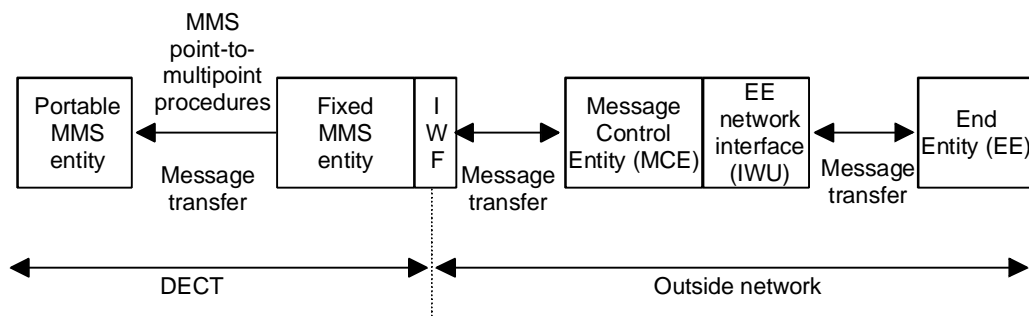 MMS
point-to-
multipoint
procedures
Portable
MMS
entity
Message
transfer
Fixed
MMS
entity
I
W
F
Message
transfer
Message
Control
Entity (MCE)
EE
network
interface
(IWU)
Message
transfer
End
Entity (EE)
DECT
Outside network